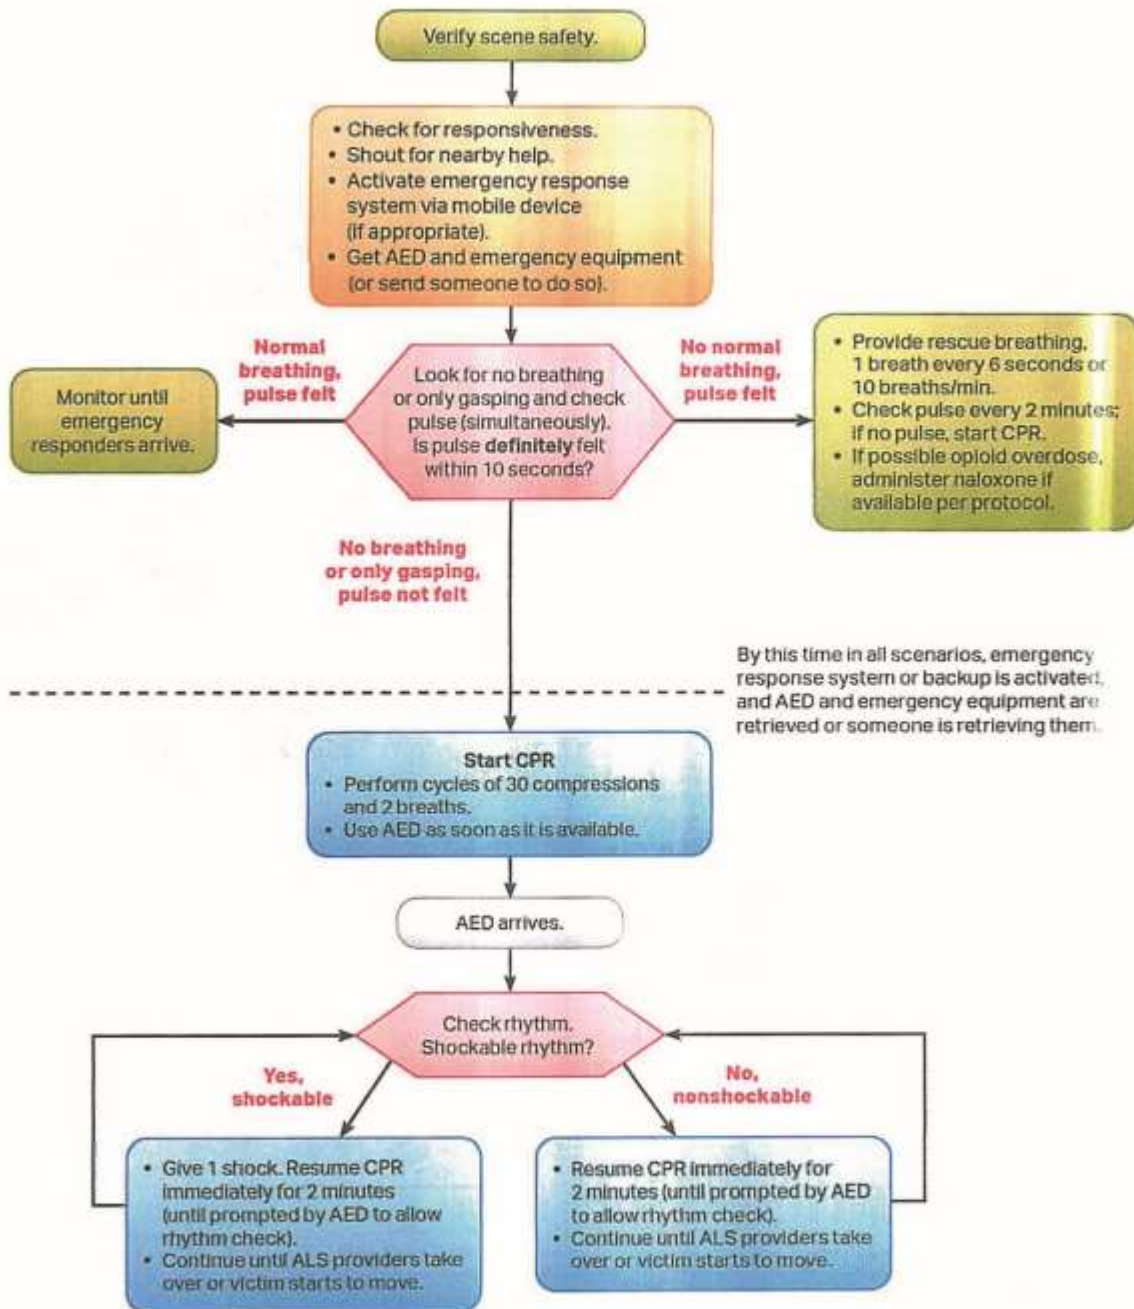 Verify scene safety.
• Check for responsiveness.
• Shout for nearby help.
• Activate emergency response
system via mobile device
(if appropriate).
• Get AED and emergency equipment
(or send someone to do so).
Normal
breathing,
pulse felt
Look for no breathing
or only gasping and check
pulse (simultaneously).
Is pulse definitely felt
within 10 seconds?
No normal
breathing,
pulse felt
Monitor until
emergency
responders arrive.
• Provide rescue breathing,
1 breath every 6 seconds or
10 breaths/min.
• Check pulse every 2 minutes;
if no pulse, start CPR.
• If possible opioid overdose,
administer naloxone if
available per protocol.
No breathing
or only gasping,
pulse not felt
By this time in all scenarios, emergency
response system or backup is activated,
and AED and emergency equipment are
retrieved or someone is retrieving them.
Start CPR
• Perform cycles of 30 compressions
and 2 breaths.
• Use AED as soon as it is available.
AED arrives.
Check rhythm.
Shockable rhythm?
Yes,
shockable
No,
nonshockable
• Give 1 shock. Resume CPR
immediately for 2 minutes
(until prompted by AED to allow
rhythm check).
• Continue until ALS providers take
over or victim starts to move.
• Resume CPR immediately for
2 minutes (until prompted by AED
to allow rhythm check).
• Continue until ALS providers take
over or victim starts to move.